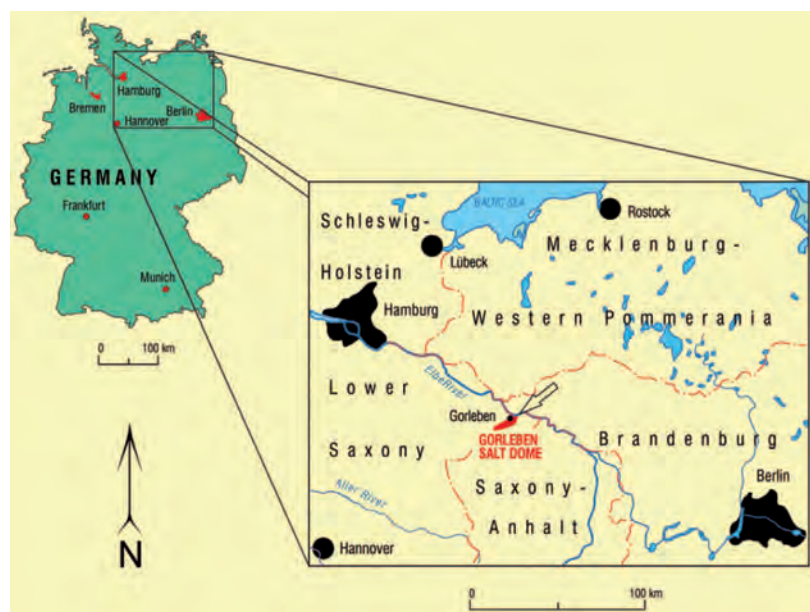 Hamburg
Bremen
Berlin
Hannover
GERMANY
Frankfurt
Munich
0 100 km
N
BALTIC SEA
Rostock
Schleswig-
Holstein
Lübeck
Mecklenburg-
Western Pommerania
Hamburg
Elbe River
Lower
Saxony
Gorleben
GORLEBEN
SALT DOME
Brandenburg
Berlin
Saxony-
Anhalt
Aller River
Hannover
0 100 km